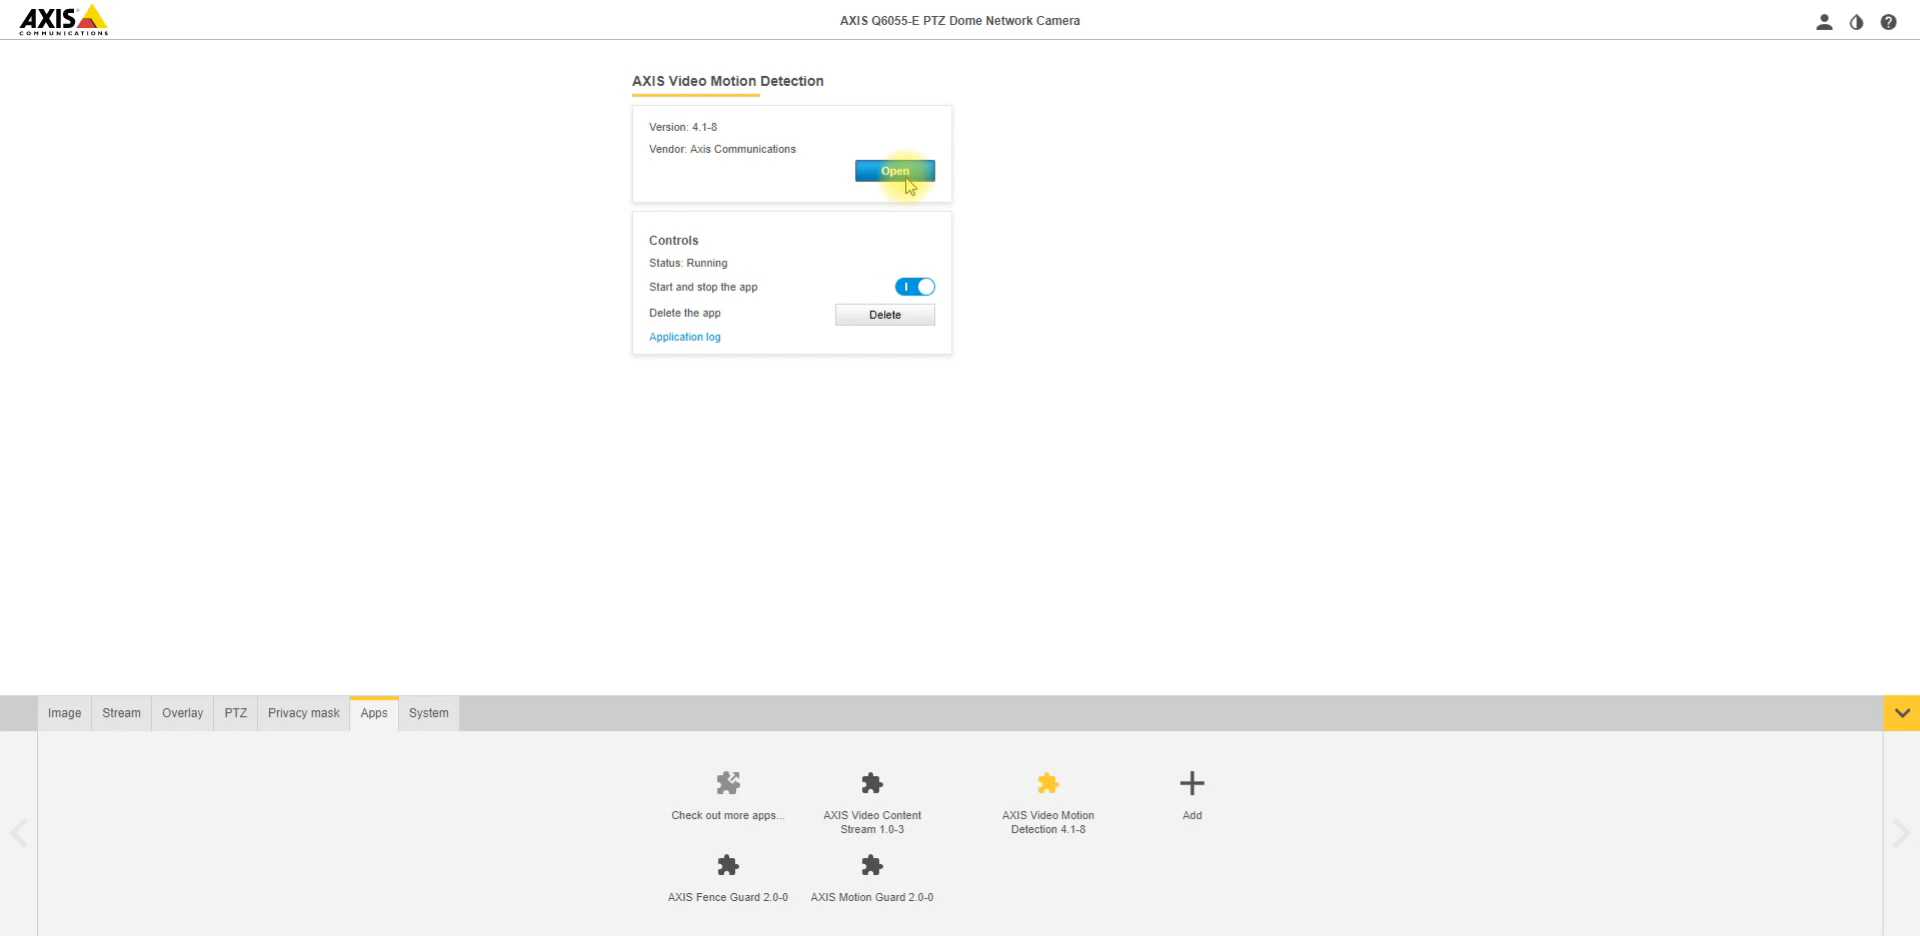 AXIS
COMMUNICATIONS
AXIS Q6055-E PTZ Dome Network Camera
AXIS Video Motion Detection
Version: 4.1-8
Vendor: Axis Communications
Open
Controls
Status: Running
Start and stop the app
Delete the app
Delete
Application log
Image
Stream
Overlay
PTZ
Privacy mask
Apps
System
Check out more apps...
AXIS Video Content
Stream 1.0-3
AXIS Video Motion
Detection 4.1-8
Add
AXIS Fence Guard 2.0-0
AXIS Motion Guard 2.0-0